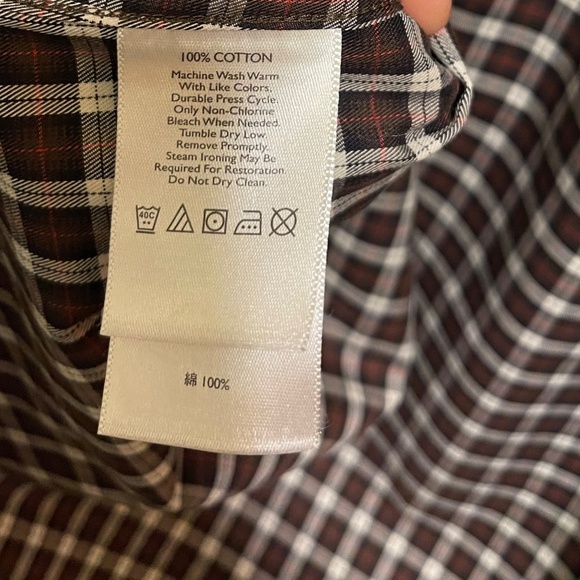 100% COTTON
Machine Wash Warm
With Like Colors.
Durable Press Cycle.
Only Non-Chlorine
Bleach When Needed.
Tumble Dry Low.
Remove Promptly.
Steam Ironing May Be
Required For Restoration.
Do Not Dry Clean.
40C
綿 100%